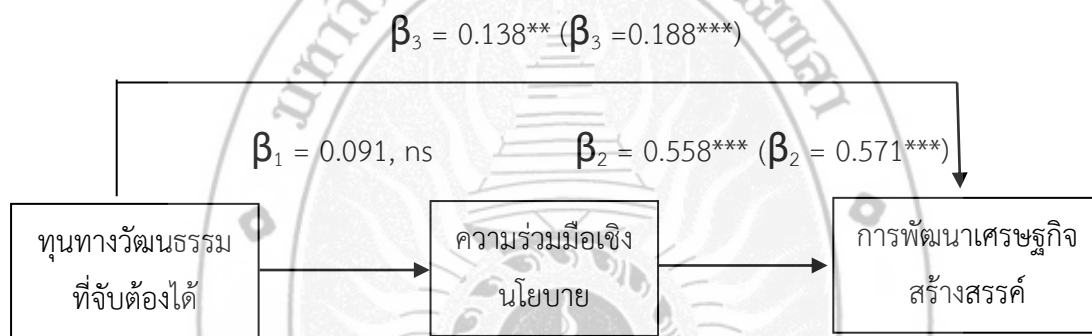 β₃ = 0.138** (β₃ =0.188***)
β₁ = 0.091, ns
β₂ = 0.558*** (β₂ = 0.571***)
ทุนทางวัฒนธรรม
ที่จับต้องได้
ความร่วมมือเชิง
นโยบาย
การพัฒนาเศรษฐกิจ
สร้างสรรค์